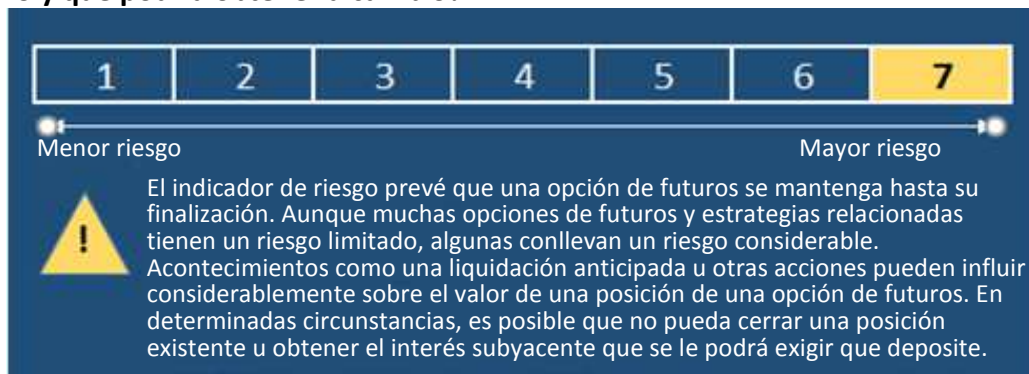 1 2 3 4 5 6 7
Menor riesgo Mayor riesgo
El indicador de riesgo prevé que una opción de futuros se mantenga hasta su
finalización. Aunque muchas opciones de futuros y estrategias relacionadas
tienen un riesgo limitado, algunas conllevan un riesgo considerable.
Acontecimientos como una liquidación anticipada u otras acciones pueden influir
considerablemente sobre el valor de una posición de una opción de futuros. En
determinadas circunstancias, es posible que no pueda cerrar una posición
existente u obtener el interés subyacente que se le podrá exigir que deposite.